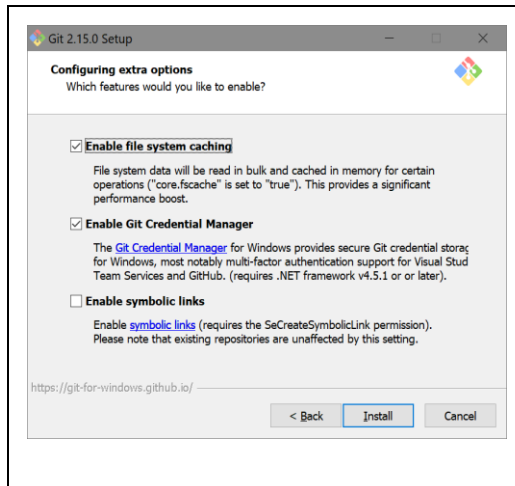 Git 2.15.0 Setup
Configuring extra options
Which features would you like to enable?
Enable file system caching
File system data will be read in bulk and cached in memory for certain
operations ("core.fscache" is set to "true"). This provides a significant
performance boost.
Enable Git Credential Manager
The Git Credential Manager for Windows provides secure Git credential storag
for Windows, most notably multi-factor authentication support for Visual Stud
Team Services and GitHub. (requires .NET framework v4.5.1 or or later).
Enable symbolic links
Enable symbolic links (requires the SeCreateSymbolicLink permission).
Please note that existing repositories are unaffected by this setting.
https://git-for-windows.github.io/
< Back Install Cancel